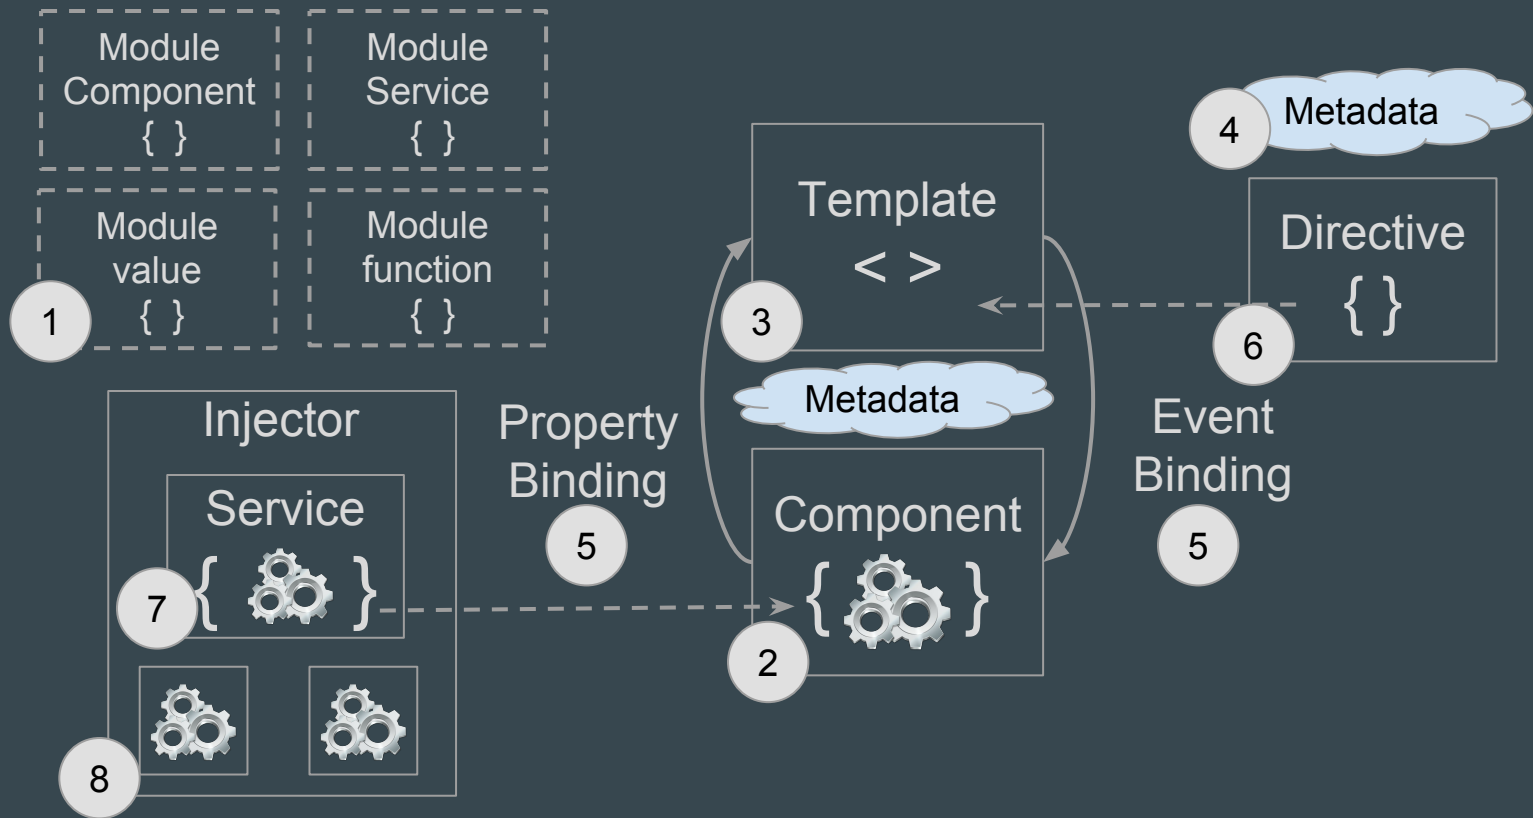 Module
Component
{ }
Module
Service
{ }
Module
value
{ }
1
Module
function
{ }
Template
< >
3
Metadata
4
Directive
{ }
6
Injector
Service
{ }
7
8
Property
Binding
5
Metadata
Component
{ }
2
Event
Binding
5